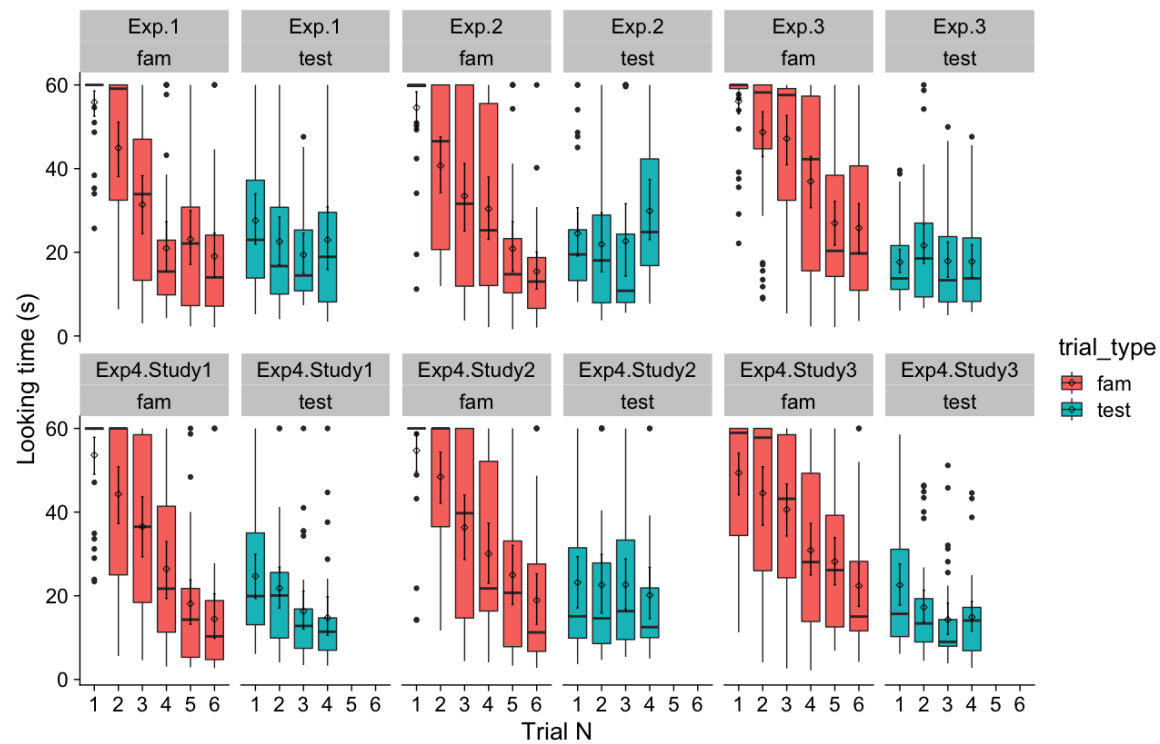 Exp.1 Exp.1 Exp.2 Exp.2 Exp.3 Exp.3
fam test fam test fam test
60
40
20
0
Looking time (s)
Exp4.Study1 Exp4.Study1 Exp4.Study2 Exp4.Study2 Exp4.Study3 Exp4.Study3
fam test fam test fam test
60
40
20
0
1 2 3 4 5 6 1 2 3 4 5 6 1 2 3 4 5 6 1 2 3 4 5 6 1 2 3 4 5 6 1 2 3 4 5 6
Trial N
trial_type
fam
test